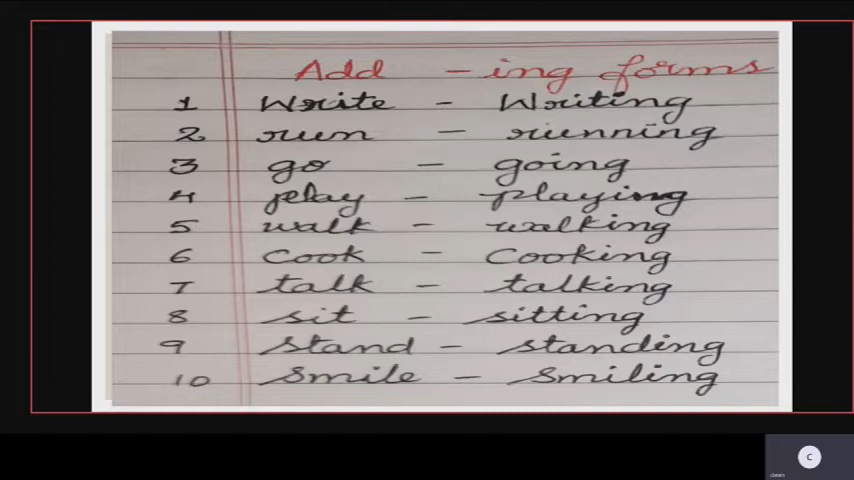 Add - ing forms
1 Write - Writing
2 run - running
3 go - going
4 play - playing
5 walk - walking
6 Cook - Cooking
7 talk - talking
8 sit - sitting
9 stand - standing
10 Smile - Smiling
C